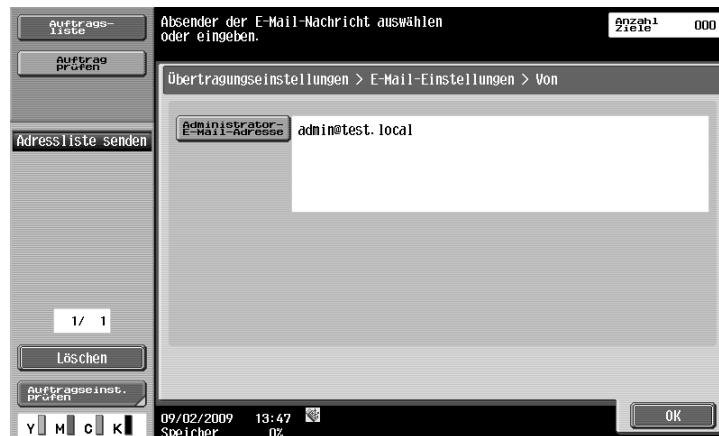 Auftrags-
liste
Auftrag
prüfen
Adressliste senden
1/ 1
Löschen
Auftragseinst.
prüfen
Y M C K
Absender der E-Mail-Nachricht auswählen
oder eingeben.
Anzahl
Ziele
000
Übertragungseinstellungen > E-Mail-Einstellungen > Von
Administrator-
E-Mail-Adresse
admin@test.local
09/02/2009 13:47
Speicher 0%
OK